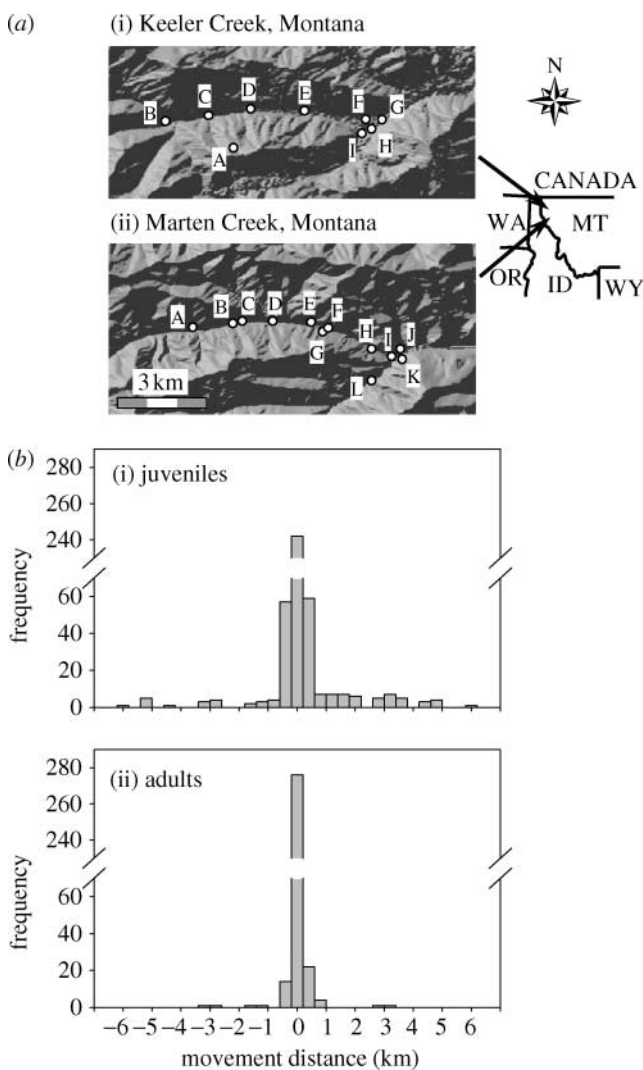 (a)
(i) Keeler Creek, Montana
B C D E F G
A I H
(ii) Marten Creek, Montana
A B C D E F
G H I J
L K
3 km
N
CANADA
WA MT
OR ID WY
(b)
(i) juveniles
frequency
280
240
60
40
20
0
(ii) adults
frequency
280
240
60
40
20
0
−6 −5 −4 −3 −2 −1 0 1 2 3 4 5 6
movement distance (km)